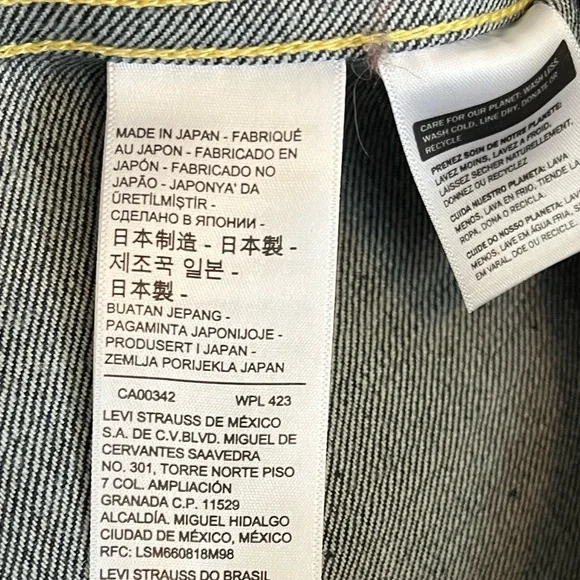 MADE IN JAPAN - FABRIQUÉ
AU JAPON - FABRICADO EN
JAPÓN - FABRICADO NO
JAPÃO - JAPONYA' DA
ÜRETİLMİŞTİR -
СДЕЛАНО В ЯПОНИИ -
日本制造 - 日本製 -
제조국 일본 -
日本製 -
BUATAN JEPANG -
PAGAMINTA JAPONIJOJE -
PRODUSERT I JAPAN -
ZEMLJA PORIJEKLA JAPAN
CA00342 WPL 423
LEVI STRAUSS DE MÉXICO
S.A. DE C.V.BLVD. MIGUEL DE
CERVANTES SAAVEDRA
NO. 301, TORRE NORTE PISO
7 COL. AMPLIACIÓN
GRANADA C.P. 11529
ALCALDÍA. MIGUEL HIDALGO
CIUDAD DE MÉXICO, MÉXICO
RFC: LSM660818M98
LEVI STRAUSS DO BRASIL
CARE FOR OUR PLANET: WASH LESS,
WASH COLD, LINE DRY, DONATE OR
RECYCLE
PRENEZ SOIN DE NOTRE PLANÈTE:
LAVEZ MOINS, LAVEZ À FROID,
LAISSEZ SÉCHER NATURELLEMENT,
DONNEZ OU RECYCLEZ
CUIDA NUESTRO PLANETA: LAVA
MENOS, LAVA EN FRIO, TIENDE LA
ROPA, DONA O RECICLA.
CUIDE DO NOSSO PLANETA: LAVE
MENOS, LAVE EM ÁGUA FRIA,
EM VARAL, DOE OU RECICLE.